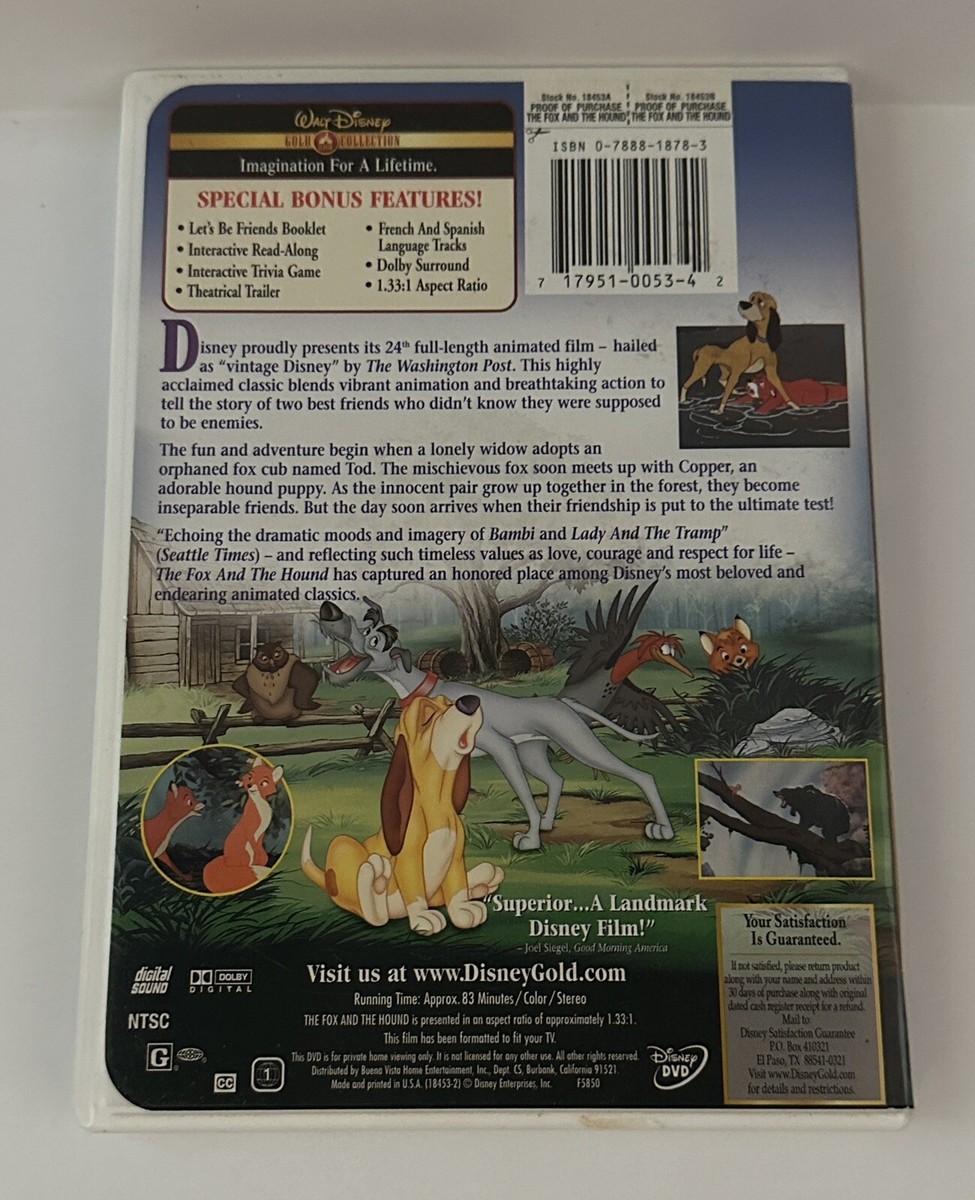 WALT DISNEY
GOLD COLLECTION
Imagination For A Lifetime.
SPECIAL BONUS FEATURES!
• Let's Be Friends Booklet
• Interactive Read-Along
• Interactive Trivia Game
• Theatrical Trailer
• French And Spanish
Language Tracks
• Dolby Surround
• 1.33:1 Aspect Ratio
Stock No. 18453A
PROOF OF PURCHASE
THE FOX AND THE HOUND
Stock No. 18453B
PROOF OF PURCHASE
THE FOX AND THE HOUND
ISBN 0-7888-1878-3
7 17951-0053-4 2
Disney proudly presents its 24th full-length animated film – hailed
as “vintage Disney” by The Washington Post. This highly
acclaimed classic blends vibrant animation and breathtaking action to
tell the story of two best friends who didn't know they were supposed
to be enemies.
The fun and adventure begin when a lonely widow adopts an
orphaned fox cub named Tod. The mischievous fox soon meets up with Copper, an
adorable hound puppy. As the innocent pair grow up together in the forest, they become
inseparable friends. But the day soon arrives when their friendship is put to the ultimate test!
“Echoing the dramatic moods and imagery of Bambi and Lady And The Tramp”
(Seattle Times) – and reflecting such timeless values as love, courage and respect for life –
The Fox And The Hound has captured an honored place among Disney's most beloved and
endearing animated classics.
“Superior...A Landmark
Disney Film!”
– Joel Siegel, Good Morning America
Visit us at www.DisneyGold.com
Running Time: Approx. 83 Minutes/Color/Stereo
THE FOX AND THE HOUND is presented in an aspect ratio of approximately 1.33:1.
This film has been formatted to fit your TV.
This DVD is for private home viewing only. It is not licensed for any other use. All other rights reserved.
Distributed by Buena Vista Home Entertainment, Inc., Dept. CS, Burbank, California 91521.
Made and printed in U.S.A. (18453-2) © Disney Enterprises, Inc. F5850
digital
SOUND
DOLBY
DIGITAL
NTSC
G
CC
1
DISNEY
DVD
Your Satisfaction
Is Guaranteed.
If not satisfied, please return product
along with your name and address within
30 days of purchase along with original
dated cash register receipt for a refund.
Mail to:
Disney Satisfaction Guarantee
P.O. Box 410321
El Paso, TX 88541-0321
Visit www.DisneyGold.com
for details and restrictions.